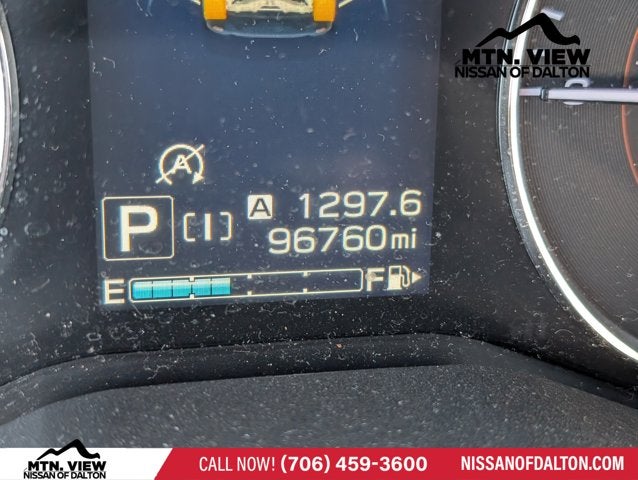 MTN. VIEW
NISSAN OF DALTON
A
P [I] A 1297.6
96760mi
E F
MTN. VIEW
NISSAN OF DALTON
CALL NOW! (706) 459-3600
NISSANOFDALTON.COM